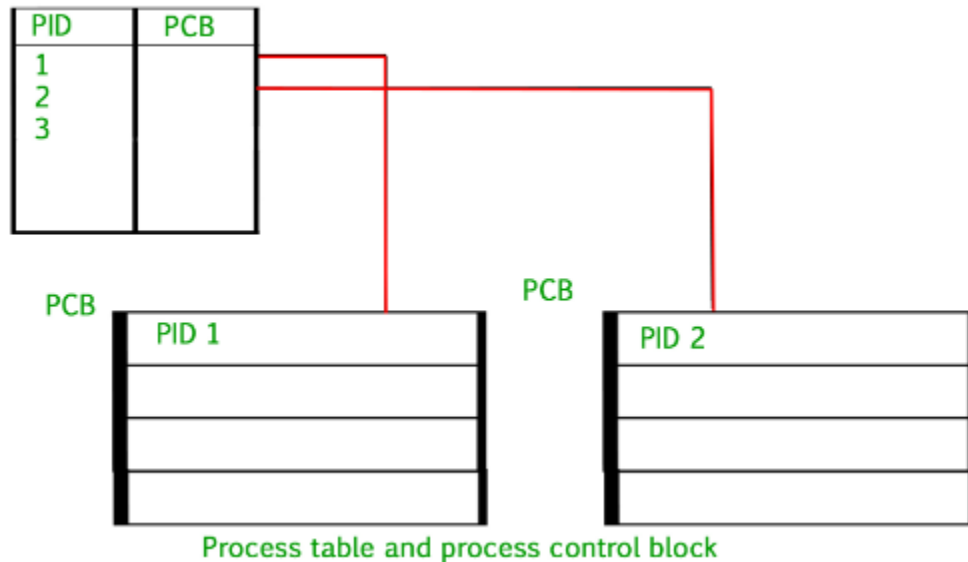 PID PCB
1
2
3
PCB
PCB
PID 1
PID 2
Process table and process control block